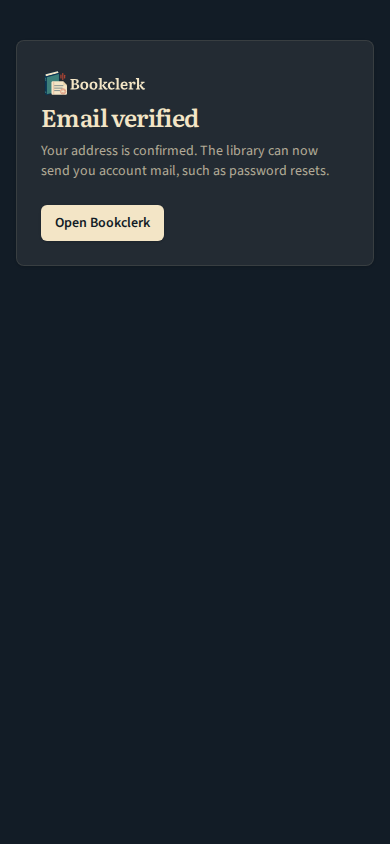 Bookclerk
Email verified
Your address is confirmed. The library can now
send you account mail, such as password resets.
Open Bookclerk